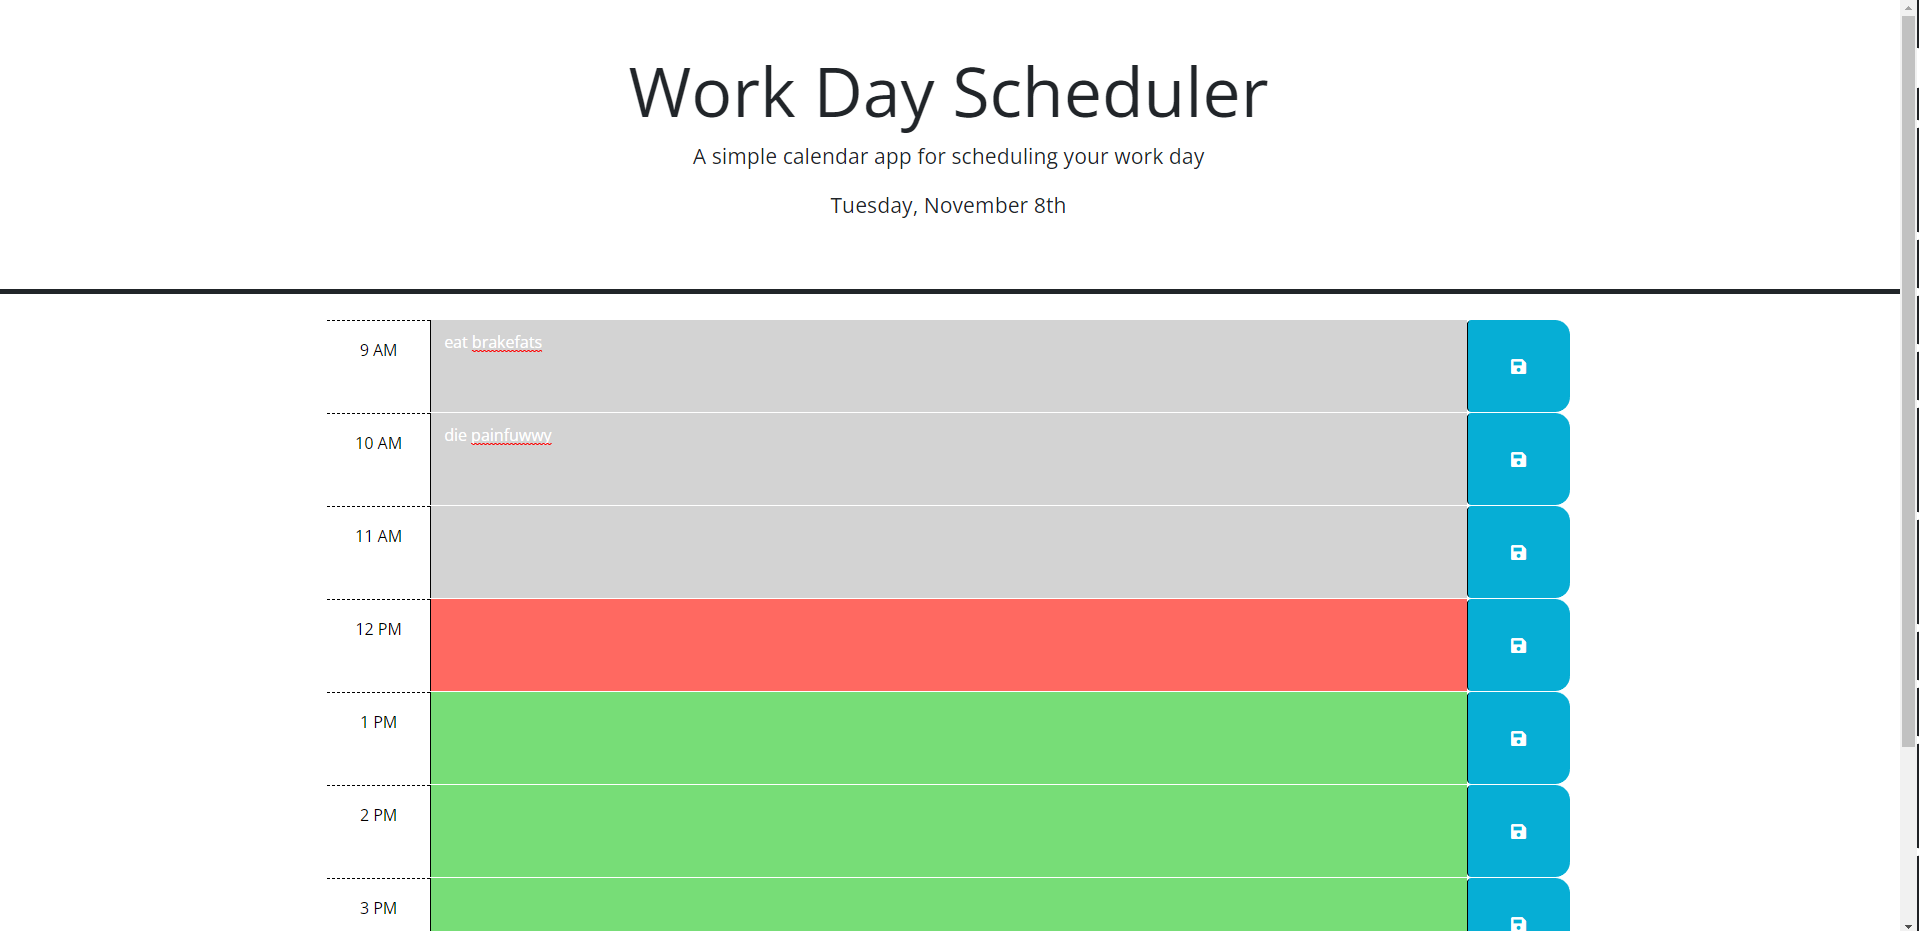 Work Day Scheduler
A simple calendar app for scheduling your work day
Tuesday, November 8th
9 AM
eat brakefats
10 AM
die painfuwwv
11 AM
12 PM
1 PM
2 PM
3 PM